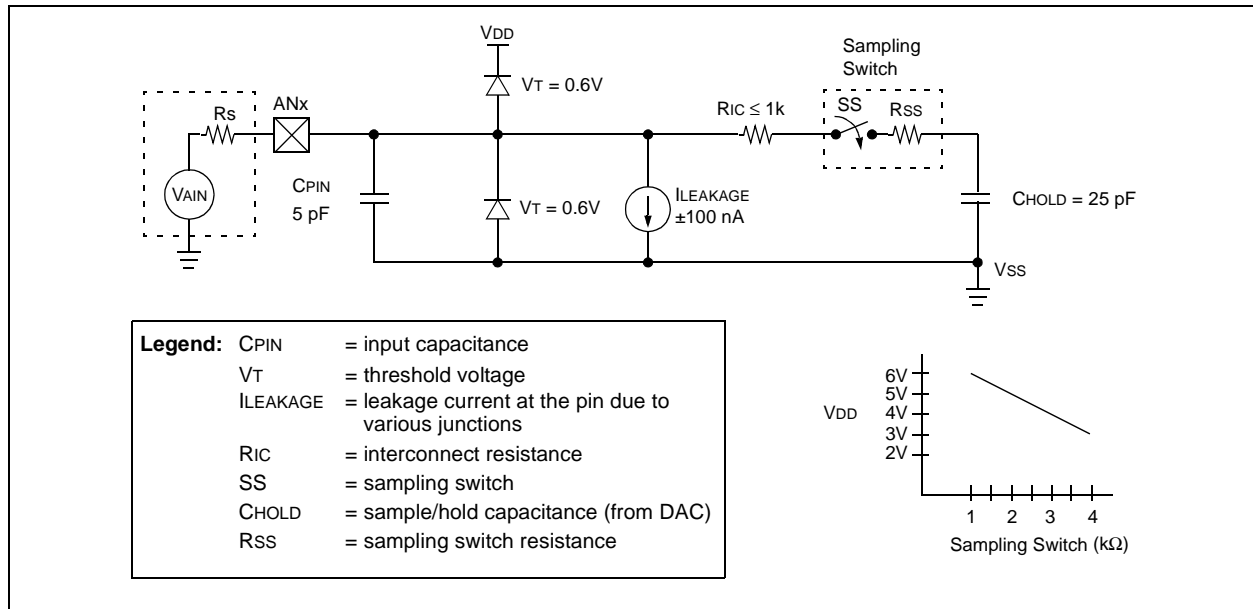 VDD
Sampling
Switch
VT = 0.6V
ANx
RIC ≤ 1k
SS
RSS
Rs
VAIN
CPIN
5 pF
VT = 0.6V
ILEAKAGE
±100 nA
CHOLD = 25 pF
VSS
Legend: CPIN = input capacitance
VT = threshold voltage
ILEAKAGE = leakage current at the pin due to
various junctions
RIC = interconnect resistance
SS = sampling switch
CHOLD = sample/hold capacitance (from DAC)
RSS = sampling switch resistance
6V
5V
VDD
4V
3V
2V
1 2 3 4
Sampling Switch (kΩ)